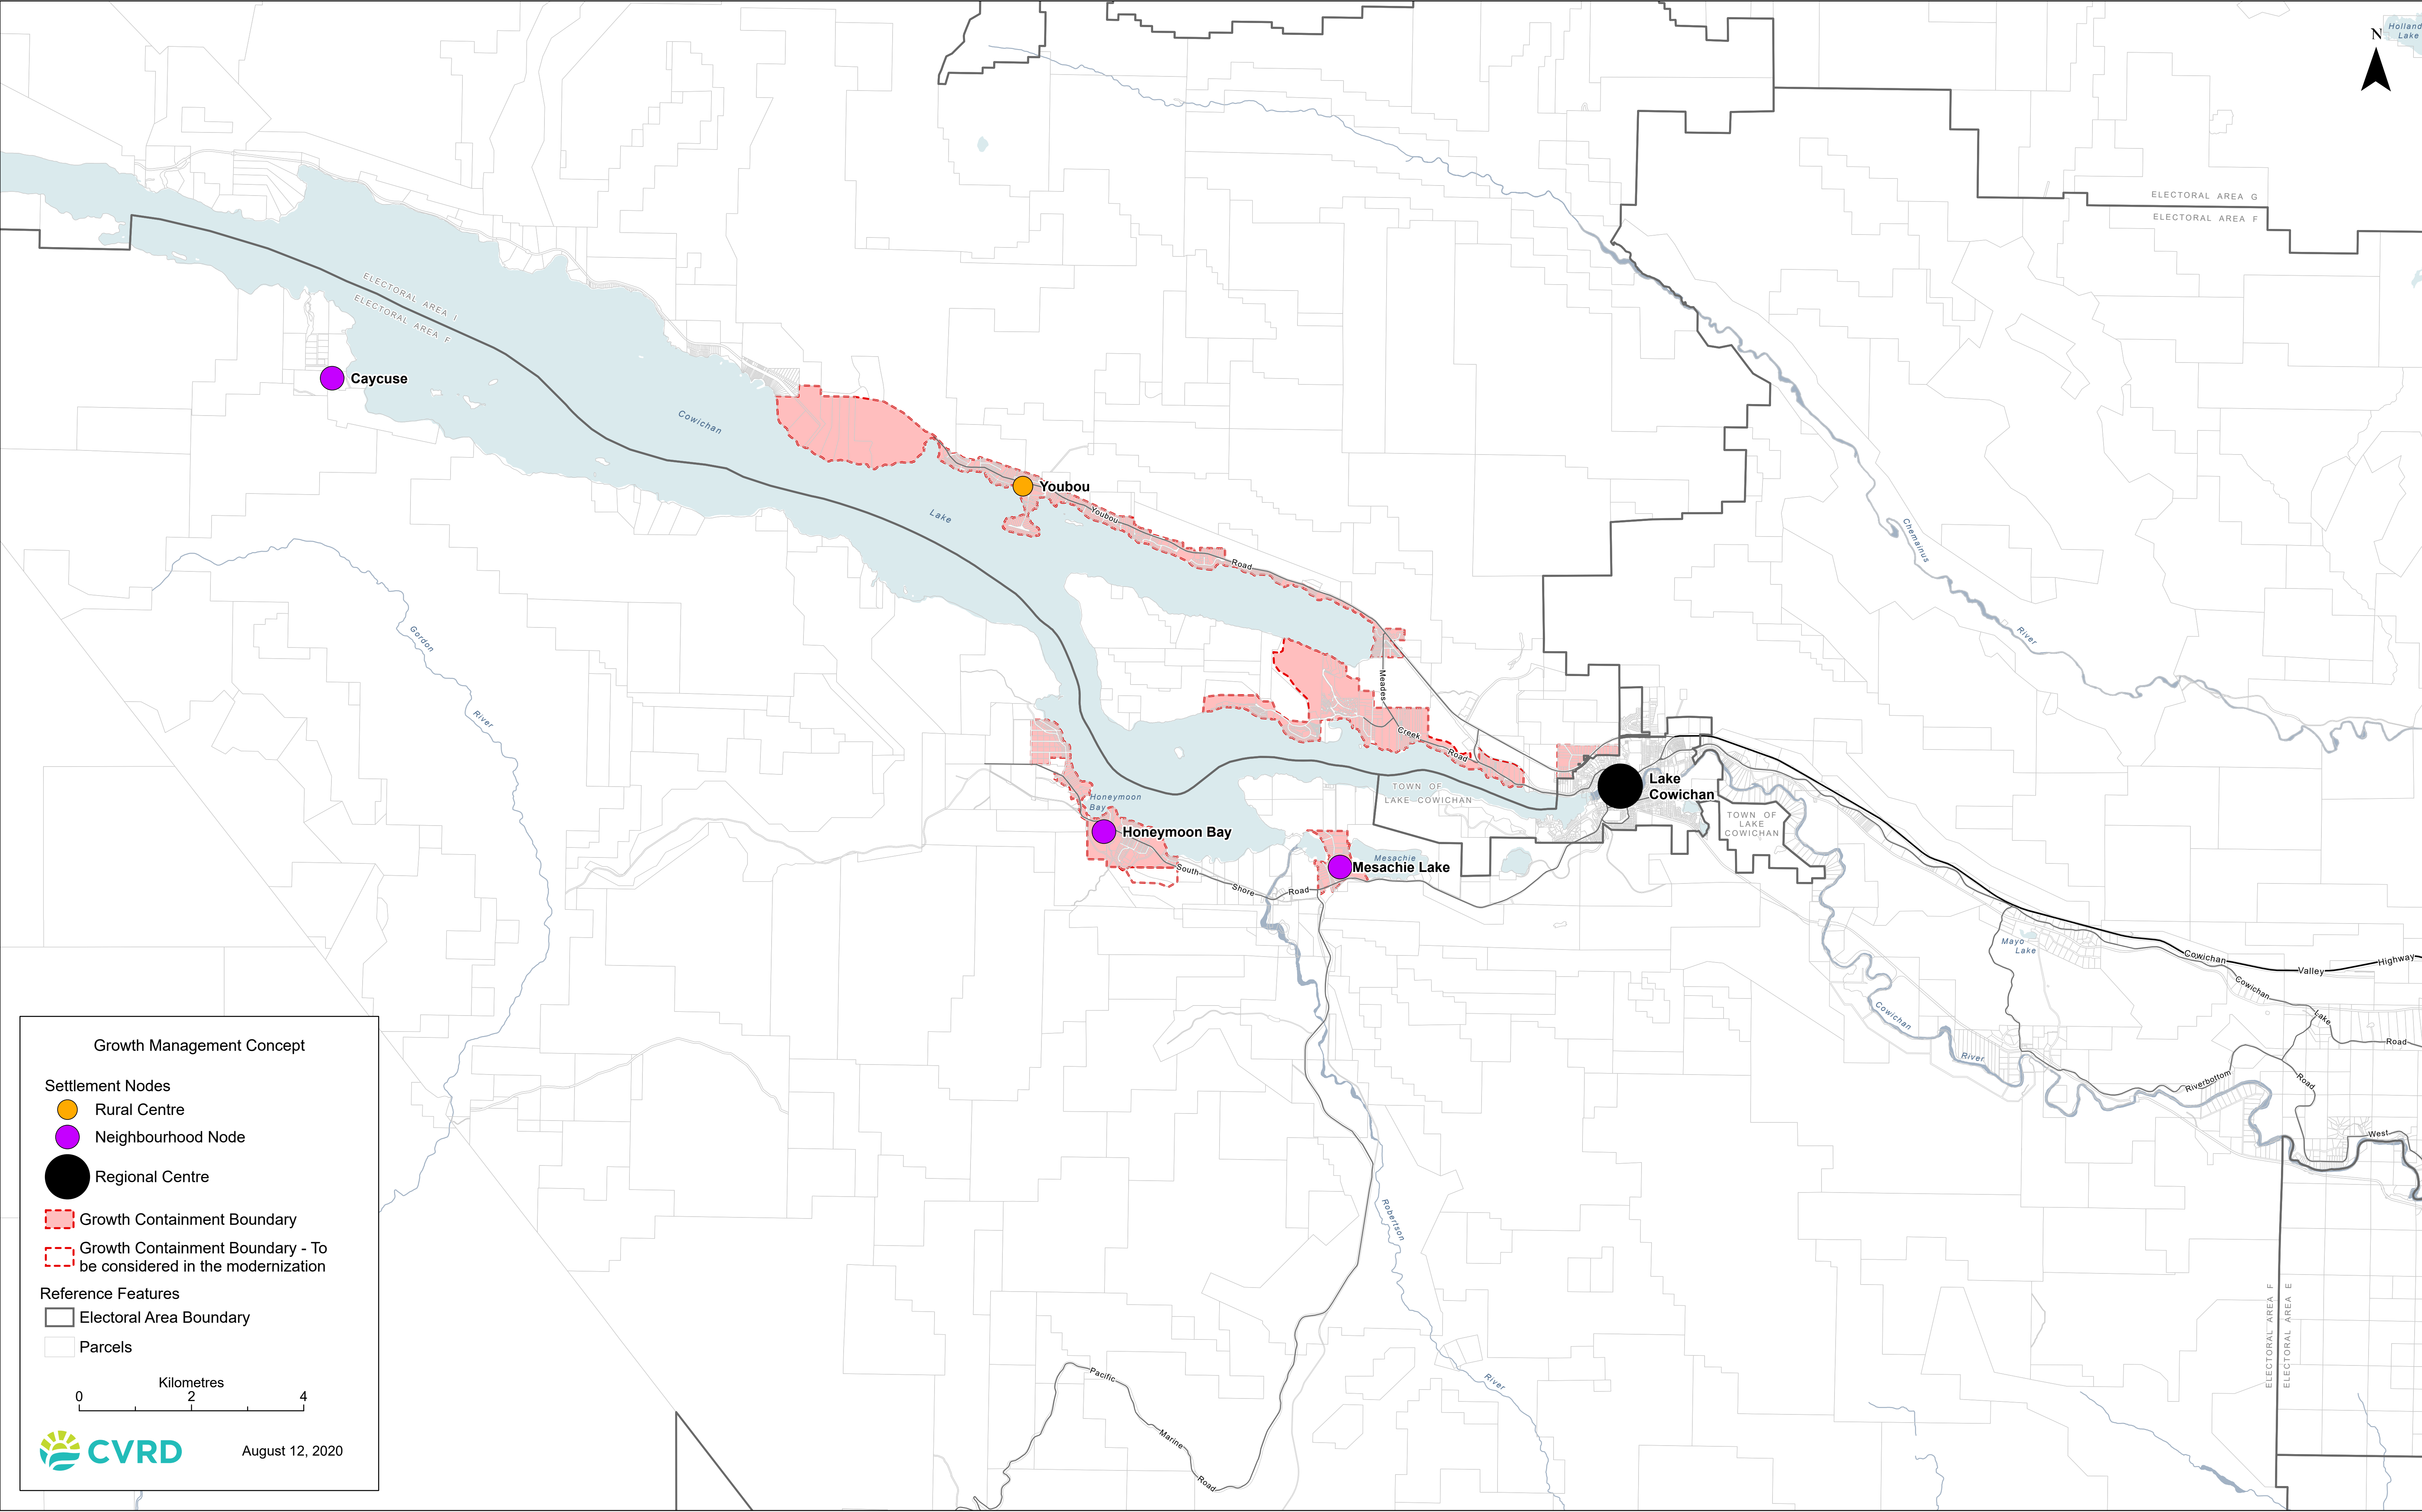 Holland
Lake
N
ELECTORAL AREA G
ELECTORAL AREA F
ELECTORAL AREA I
ELECTORAL AREA F
Caycuse
Cowichan
Lake
Youbou
Youbou
Road
Chemainus
River
Gordon
River
Meades
Creek
Road
Honeymoon
Bay
Honeymoon Bay
TOWN OF
LAKE COWICHAN
Lake
Cowichan
TOWN OF
LAKE
COWICHAN
Mesachie
Mesachie Lake
South
Shore
Road
Mayo
Lake
Cowichan
Valley
Highway
Cowichan
Lake
Road
Cowichan
River
Riverbottom
Road
West
Robertson
River
Pacific
Marine
Road
ELECTORAL AREA F
ELECTORAL AREA E
Growth Management Concept
Settlement Nodes
Rural Centre
Neighbourhood Node
Regional Centre
Growth Containment Boundary
Growth Containment Boundary - To
be considered in the modernization
Reference Features
Electoral Area Boundary
Parcels
Kilometres
0 2 4
CVRD
August 12, 2020